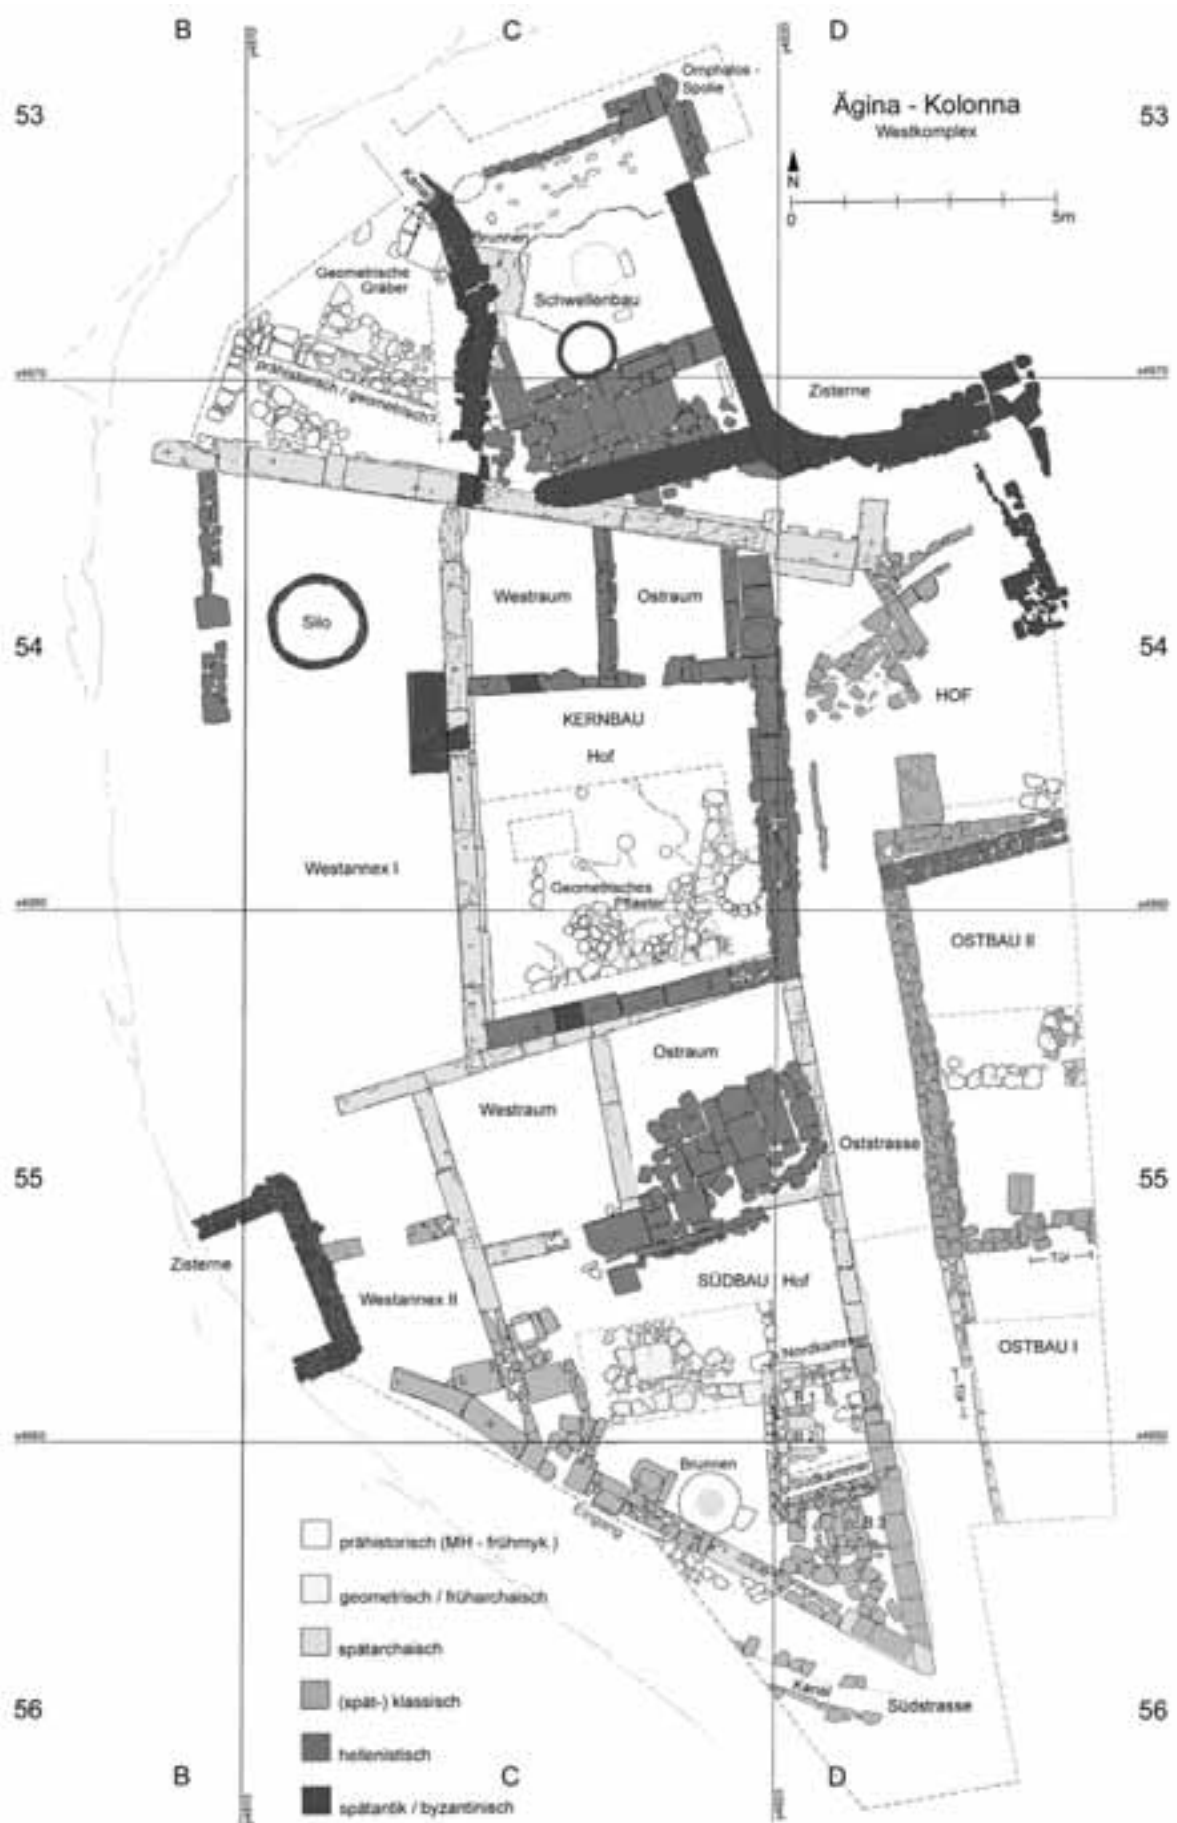 B
C
D
53
53
Omphalos -
Spolie
Ägina - Kolonna
Westkomplex
N
0
5m
Kanal
Brunnen
Geometrische
Gräber
Schwellenbau
prähistorisch / geometrisch
Zisterne
Silo
Westraum
Ostraum
54
54
HOF
KERNBAU
Hof
Westannex I
Geometrisches
Pflaster
OSTBAU II
Ostraum
Westraum
Oststrasse
55
55
Zisterne
Tür
SÜDBAU Hof
Westannex II
OSTBAU I
B 1
Tür
B 2
Südkammer
Brunnen
B 3
Eingang
prähistorisch (MH - frühmyk.)
geometrisch / früharchaisch
spätarchaisch
(spät-) klassisch
hellenistisch
spätantik / byzantinisch
Kanal
Südstrasse
56
56
B
C
D